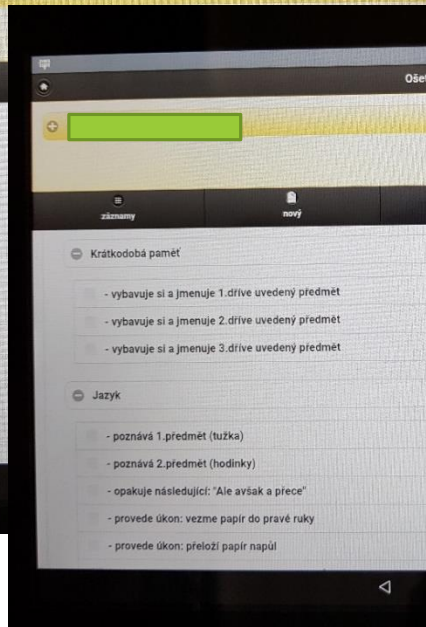 záznamy
nový
Krátkodobá paměť
- vybavuje si a jmenuje 1.dříve uvedený předmět
- vybavuje si a jmenuje 2.dříve uvedený předmět
- vybavuje si a jmenuje 3.dříve uvedený předmět
Jazyk
- poznává 1.předmět (tužka)
- poznává 2.předmět (hodinky)
- opakuje následující: "Ale avšak a přece"
- provede úkon: vezme papír do pravé ruky
- provede úkon: přeloží papír napůl